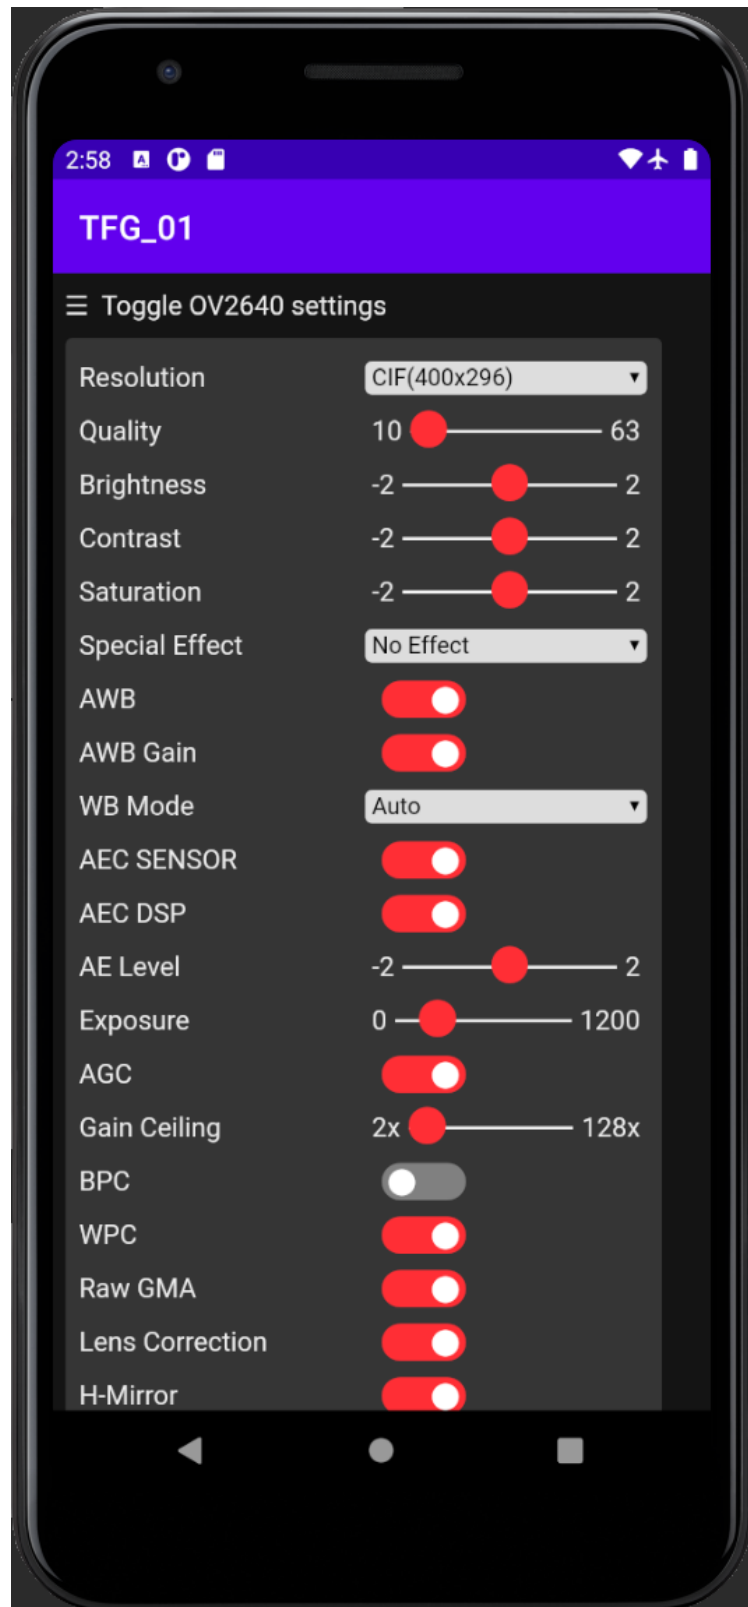 2:58
TFG_01
☰ Toggle OV2640 settings
Resolution CIF(400x296)
Quality 10 63
Brightness -2 2
Contrast -2 2
Saturation -2 2
Special Effect No Effect
AWB
AWB Gain
WB Mode Auto
AEC SENSOR
AEC DSP
AE Level -2 2
Exposure 0 1200
AGC
Gain Ceiling 2x 128x
BPC
WPC
Raw GMA
Lens Correction
H-Mirror